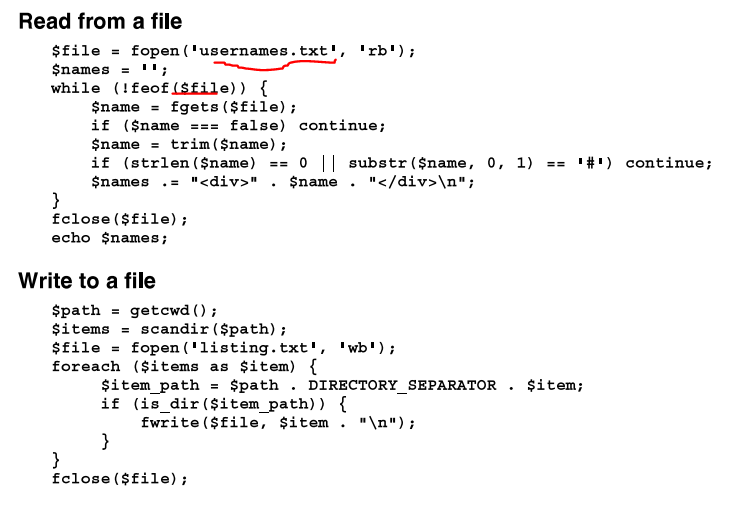 Read from a file
$file = fopen('usernames.txt', 'rb');
$names = '';
while (!feof($file)) {
$name = fgets($file);
if ($name === false) continue;
$name = trim($name);
if (strlen($name) == 0 || substr($name, 0, 1) == '#') continue;
$names .= "<div>" . $name . "</div>\n";
}
fclose($file);
echo $names;
Write to a file
$path = getcwd();
$items = scandir($path);
$file = fopen('listing.txt', 'wb');
foreach ($items as $item) {
$item_path = $path . DIRECTORY_SEPARATOR . $item;
if (is_dir($item_path)) {
fwrite($file, $item . "\n");
}
}
fclose($file);